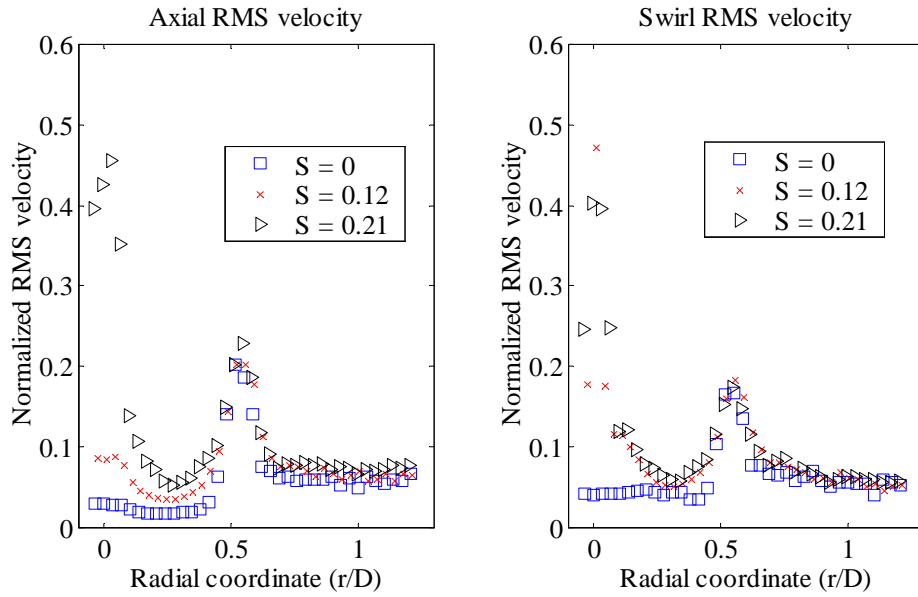 Axial RMS velocity
Normalized RMS velocity
0.6
0.5
0.4
0.3
0.2
0.1
0
S = 0
S = 0.12
S = 0.21
0
0.5
1
Radial coordinate (r/D)
Swirl RMS velocity
Normalized RMS velocity
0.6
0.5
0.4
0.3
0.2
0.1
0
S = 0
S = 0.12
S = 0.21
0
0.5
1
Radial coordinate (r/D)